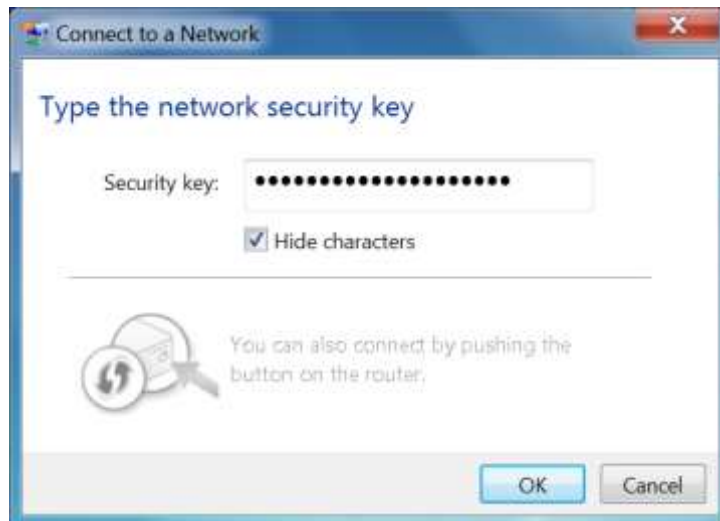 Connect to a Network
Type the network security key
Security key: ••••••••••••••••••••
Hide characters
You can also connect by pushing the
button on the router.
OK Cancel